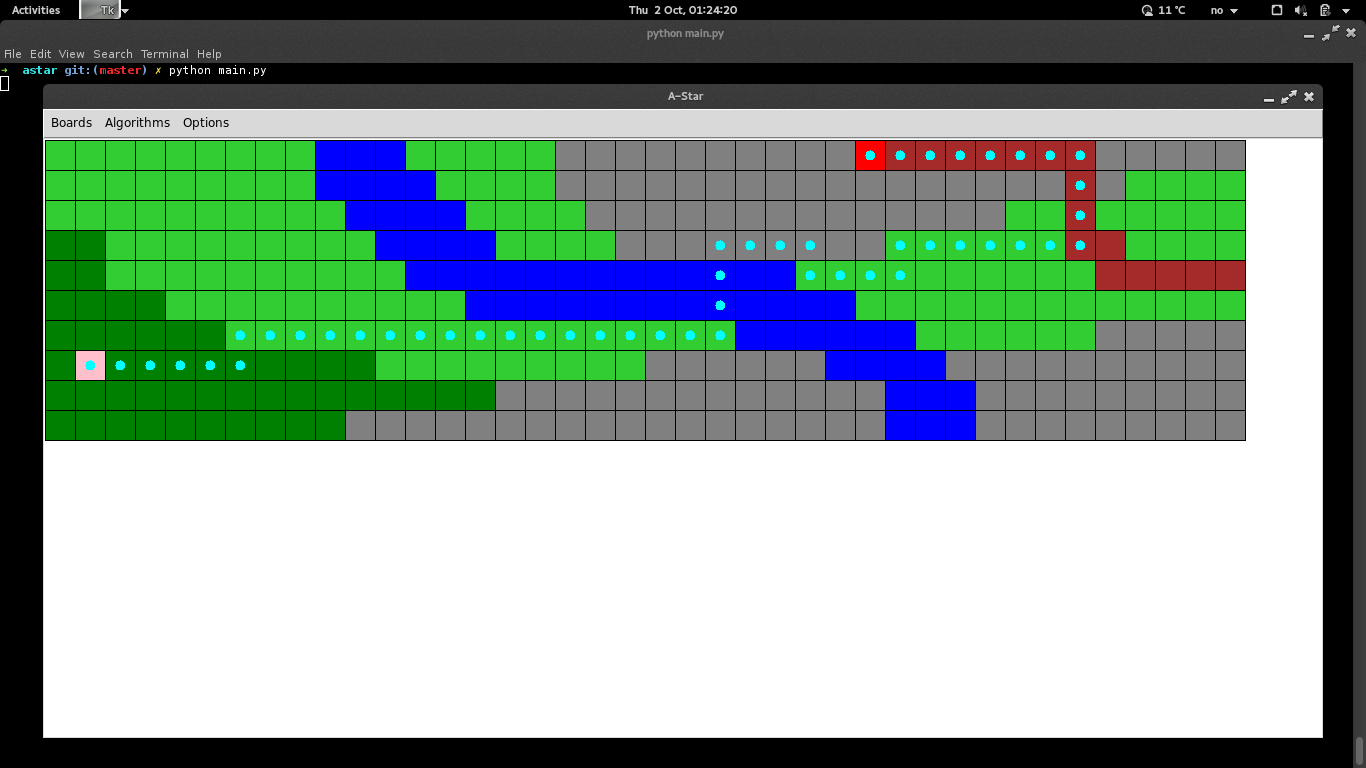 Activities Tk Thu 2 Oct, 01:24:20 11 °C no
python main.py
File Edit View Search Terminal Help
→ astar git:(master) ✗ python main.py
A-Star
Boards Algorithms Options